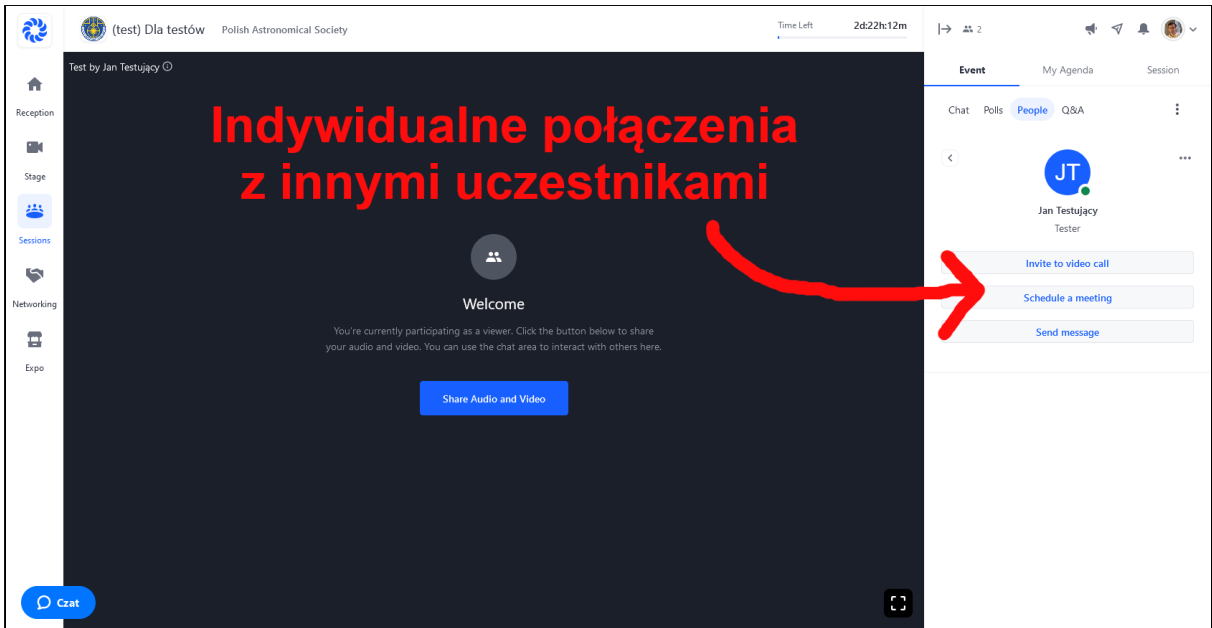 (test) Dla testów Polish Astronomical Society Time Left 2d:22h:12m 2
Test by Jan Testujący
Event My Agenda Session
Chat Polls People Q&A
Reception
Stage
Sessions
Networking
Expo
Indywidualne połączenia
z innymi uczestnikami
Welcome
You're currently participating as a viewer. Click the button below to share
your audio and video. You can use the chat area to interact with others here.
Share Audio and Video
JT
Jan Testujący
Tester
Invite to video call
Schedule a meeting
Send message
Czat